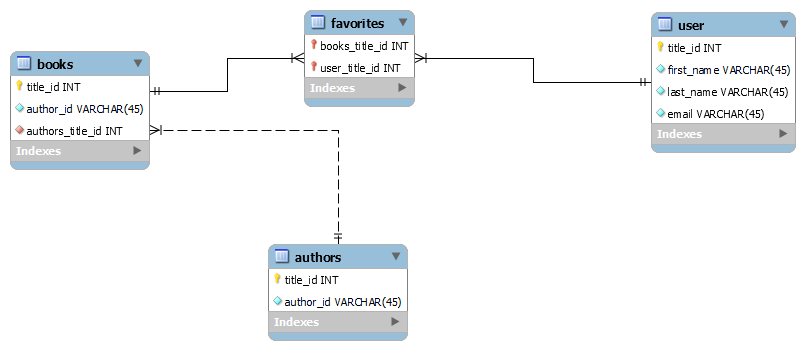 favorites
books_title_id INT
user_title_id INT
Indexes
user
title_id INT
first_name VARCHAR(45)
last_name VARCHAR(45)
email VARCHAR(45)
Indexes
books
title_id INT
author_id VARCHAR(45)
authors_title_id INT
Indexes
authors
title_id INT
author_id VARCHAR(45)
Indexes